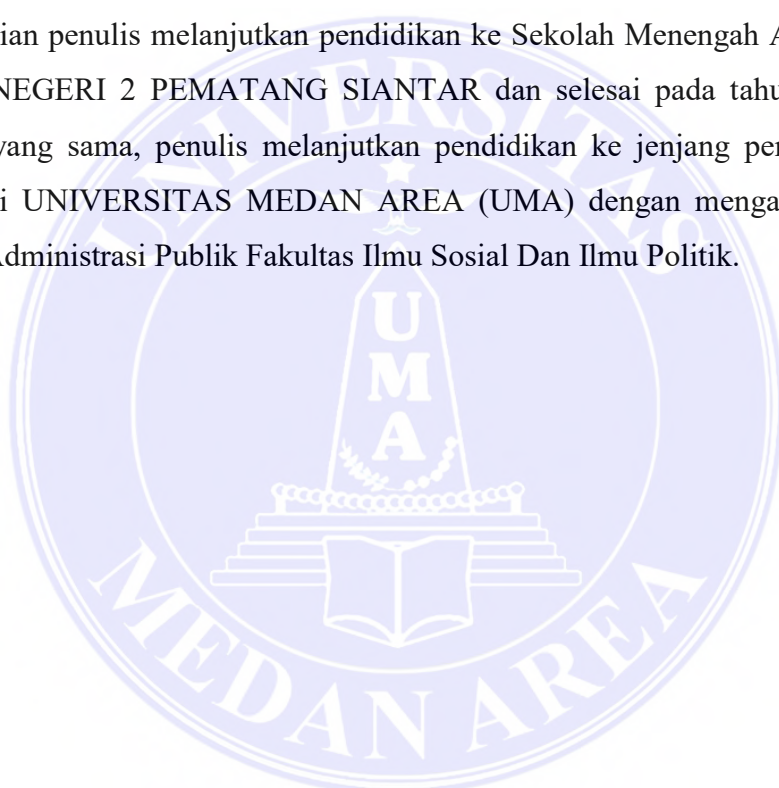 ian penulis melanjutkan pendidikan ke Sekolah Menengah A
NEGERI 2 PEMATANG SIANTAR dan selesai pada tahu
yang sama, penulis melanjutkan pendidikan ke jenjang per
i UNIVERSITAS MEDAN AREA (UMA) dengan menga
Administrasi Publik Fakultas Ilmu Sosial Dan Ilmu Politik.
UNIVERSITAS
U
M
A
MEDAN AREA